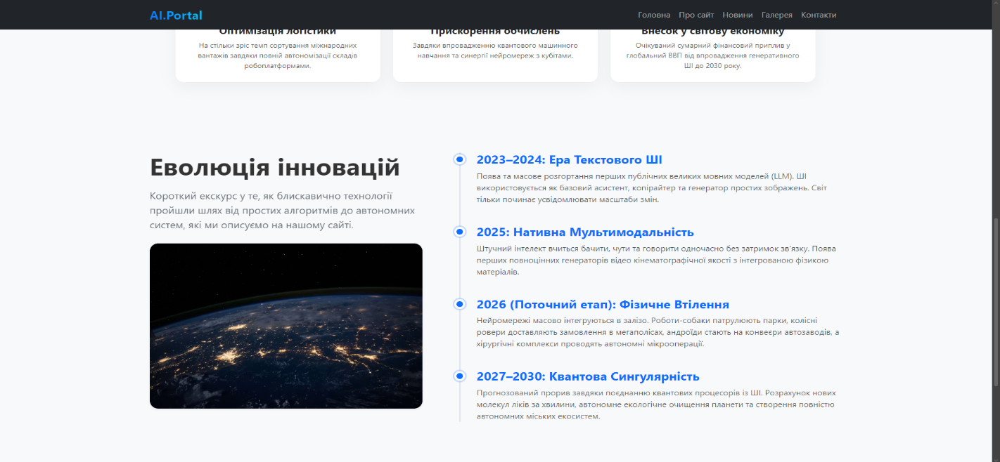 AI.Portal
Головна Про сайт Новини Галерея Контакти
Оптимізація логістики
На стільки зріс темп сортування міжнародних
вантажів завдяки повній автономізації складів
робоплатформами.
Прискорення обчислень
Завдяки впровадженню квантового машинного
навчання та синергії нейромереж з кубітами.
Внесок у світову економіку
Очікуваний сумарний фінансовий приплив у
глобальний ВВП від впровадження генеративного
ШІ до 2030 року.
Еволюція інновацій
Короткий екскурс у те, як блискавично технології
пройшли шлях від простих алгоритмів до автономних
систем, які ми описуємо на нашому сайті.
2023–2024: Ера Текстового ШІ
Поява та масове розгортання перших публічних великих мовних моделей (LLM). ШІ
використовується як базовий асистент, копірайтер та генератор простих зображень. Світ
тільки починає усвідомлювати масштаби змін.
2025: Нативна Мультимодальність
Штучний інтелект вчиться бачити, чути та говорити одночасно без затримок зв'язку. Поява
перших повноцінних генераторів відео кінематографічної якості з інтегрованою фізикою
матеріалів.
2026 (Поточний етап): Фізичне Втілення
Нейромережі масово інтегруються в залізо. Роботи-собаки патрулюють парки, колісні
ровери доставляють замовлення в мегаполісах, андроїди стають на конвеєри автозаводів, а
хірургічні комплекси проводять автономні мікрооперації.
2027–2030: Квантова Сингулярність
Прогнозований прорив завдяки поєднанню квантових процесорів із ШІ. Розрахунок нових
молекул ліків за хвилини, автономне екологічне очищення планети та створення повністю
автономних міських екосистем.